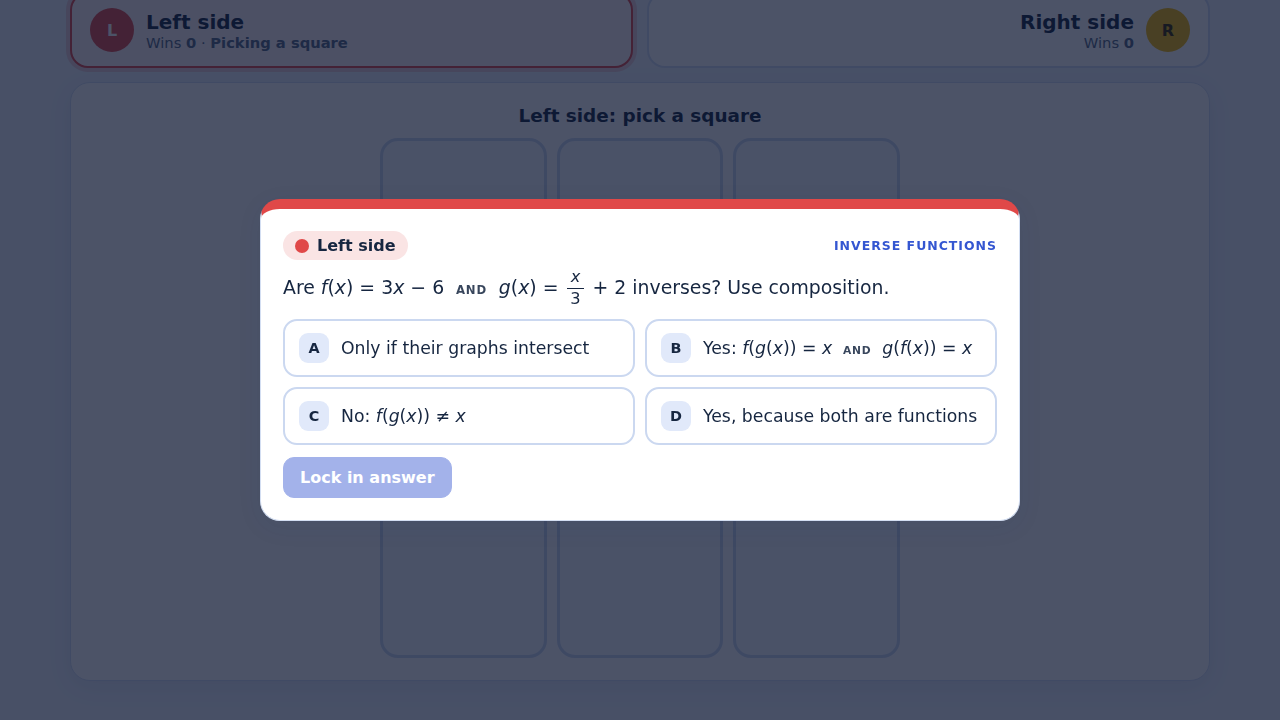 L
Left side
Wins 0 · Picking a square
Right side
Wins 0
R
Left side: pick a square
Left side
INVERSE FUNCTIONS
Are f(x) = 3x − 6 AND g(x) = x/3 + 2 inverses? Use composition.
A Only if their graphs intersect
B Yes: f(g(x)) = x AND g(f(x)) = x
C No: f(g(x)) ≠ x
D Yes, because both are functions
Lock in answer